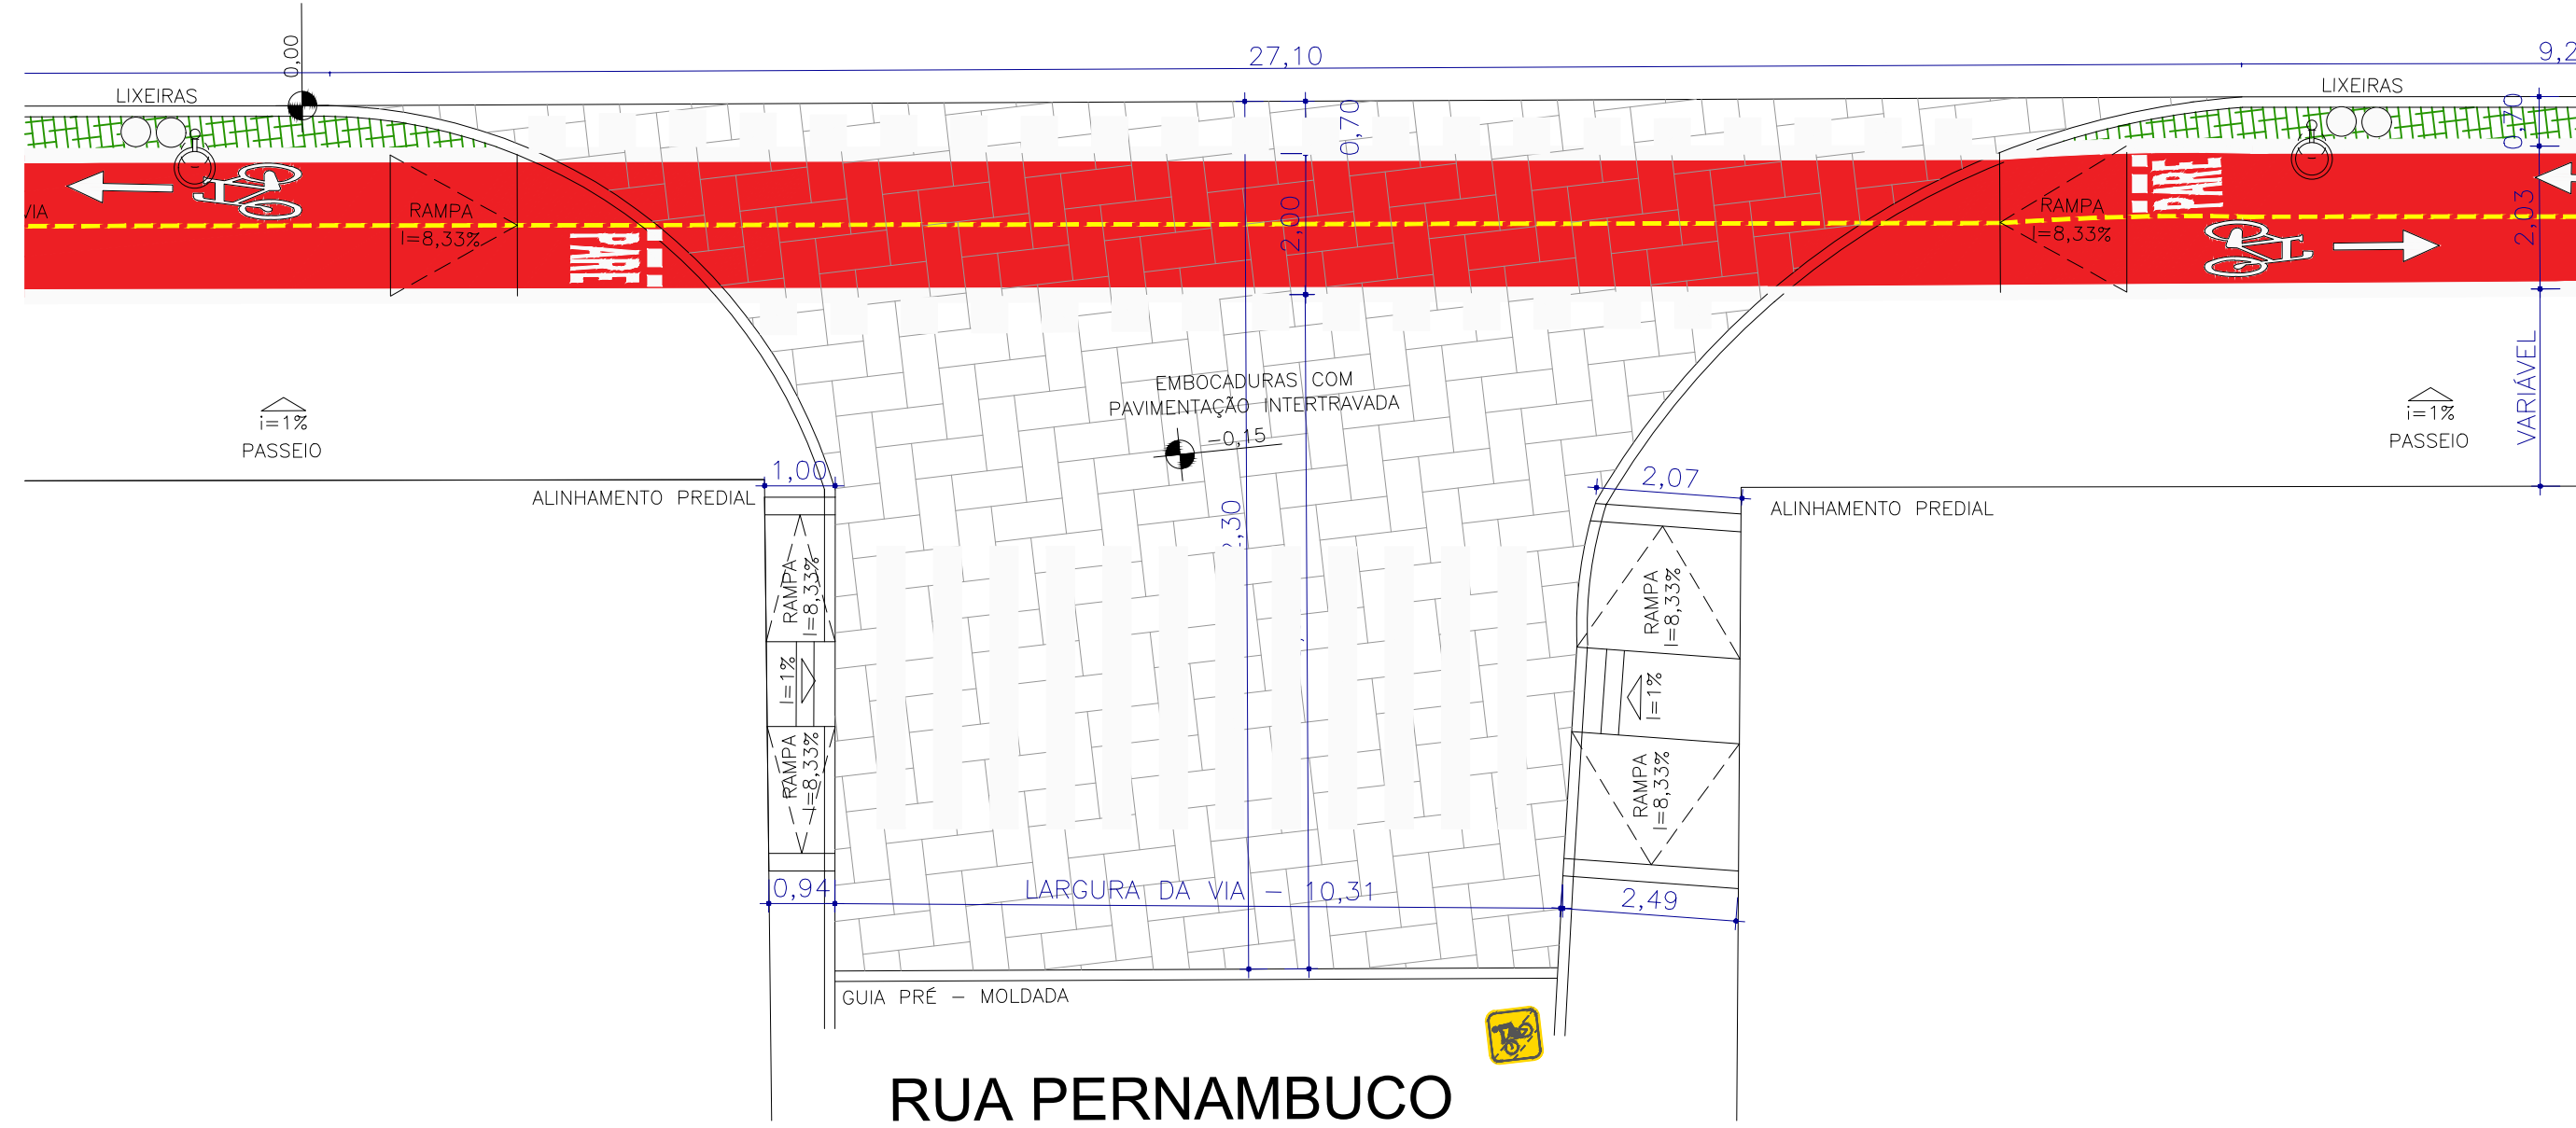 27,10
9,2
0,00
LIXEIRAS
LIXEIRAS
0,70
0,70
VIA
RAMPA
I=8,33%
PARE
2,00
RAMPA
I=8,33%
PARE
2,03
VARIÁVEL
EMBOCADURAS COM
PAVIMENTAÇÃO INTERTRAVADA
-0,15
i=1%
PASSEIO
i=1%
PASSEIO
1,00
2,07
ALINHAMENTO PREDIAL
ALINHAMENTO PREDIAL
2,30
RAMPA
I=8,33%
RAMPA
I=8,33%
I=1%
I=1%
RAMPA
I=8,33%
RAMPA
I=8,33%
0,94
LARGURA DA VIA - 10,31
2,49
GUIA PRÉ - MOLDADA
RUA PERNAMBUCO